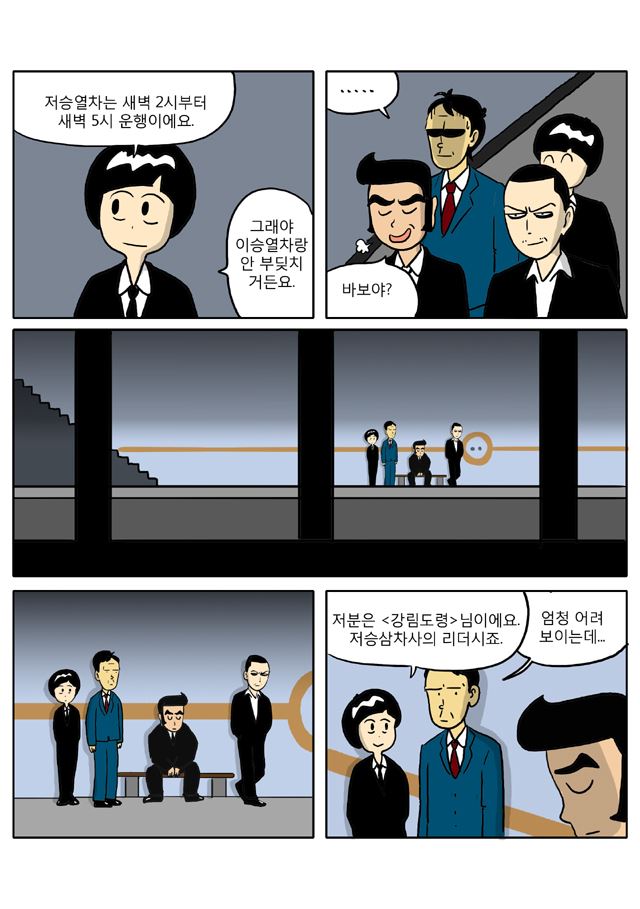 저승열차는 새벽 2시부터
새벽 5시 운행이에요.
그래야
이승열차랑
안 부딪치
거든요.
.....
바보야?
저분은 <강림도령>님이에요.
저승삼차사의 리더시죠.
엄청 어려
보이는데...